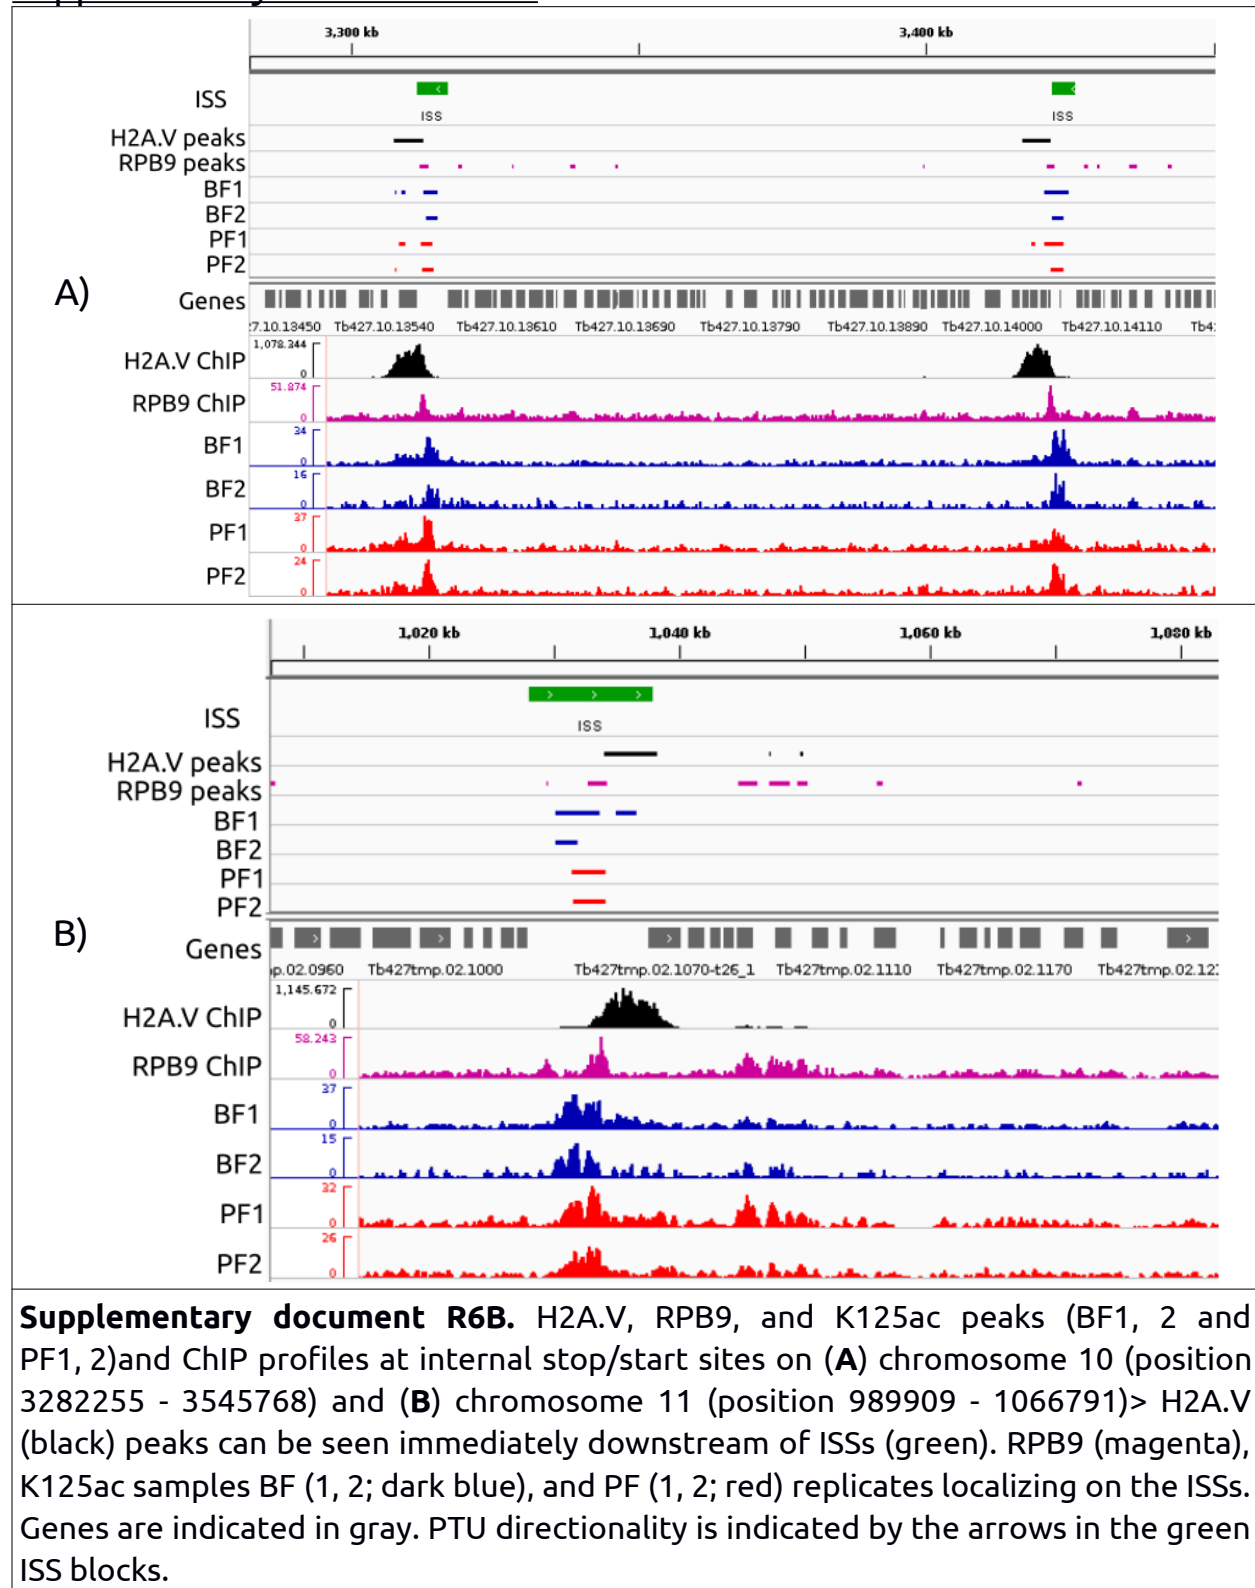 3,300 kb 3,400 kb
ISS
ISS ISS
H2A.V peaks
RPB9 peaks
BF1
BF2
PF1
PF2
A)
Genes
7.10.13450 Tb427.10.13540 Tb427.10.13610 Tb427.10.13690 Tb427.10.13790 Tb427.10.13890 Tb427.10.14000 Tb427.10.14110 Tb4
1,078.344
H2A.V ChIP
0
51.874
RPB9 ChIP
0
34
BF1
0
16
BF2
0
37
PF1
0
24
PF2
0
1,020 kb 1,040 kb 1,060 kb 1,080 kb
ISS
ISS
H2A.V peaks
RPB9 peaks
BF1
BF2
PF1
PF2
B)
Genes
p.02.0960 Tb427tmp.02.1000 Tb427tmp.02.1070-t26_1 Tb427tmp.02.1110 Tb427tmp.02.1170 Tb427tmp.02.12
1,145.672
H2A.V ChIP
0
58.243
RPB9 ChIP
0
37
BF1
0
15
BF2
0
32
PF1
0
26
PF2
0
Supplementary document R6B. H2A.V, RPB9, and K125ac peaks (BF1, 2 and
PF1, 2)and ChIP profiles at internal stop/start sites on (A) chromosome 10 (position
3282255 - 3545768) and (B) chromosome 11 (position 989909 - 1066791)> H2A.V
(black) peaks can be seen immediately downstream of ISSs (green). RPB9 (magenta),
K125ac samples BF (1, 2; dark blue), and PF (1, 2; red) replicates localizing on the ISSs.
Genes are indicated in gray. PTU directionality is indicated by the arrows in the green
ISS blocks.